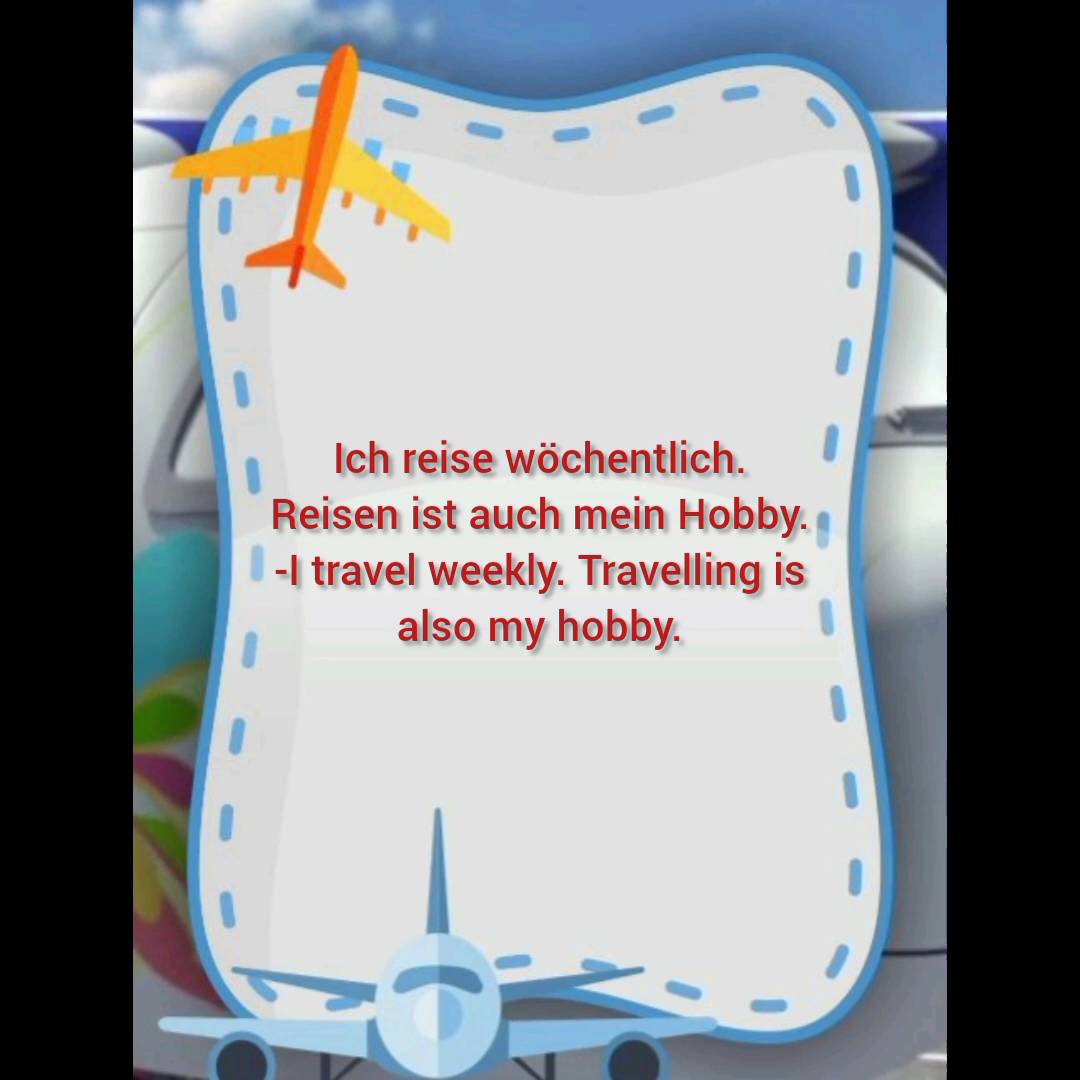 Ich reise wöchentlich.
Reisen ist auch mein Hobby.
-I travel weekly. Travelling is
also my hobby.